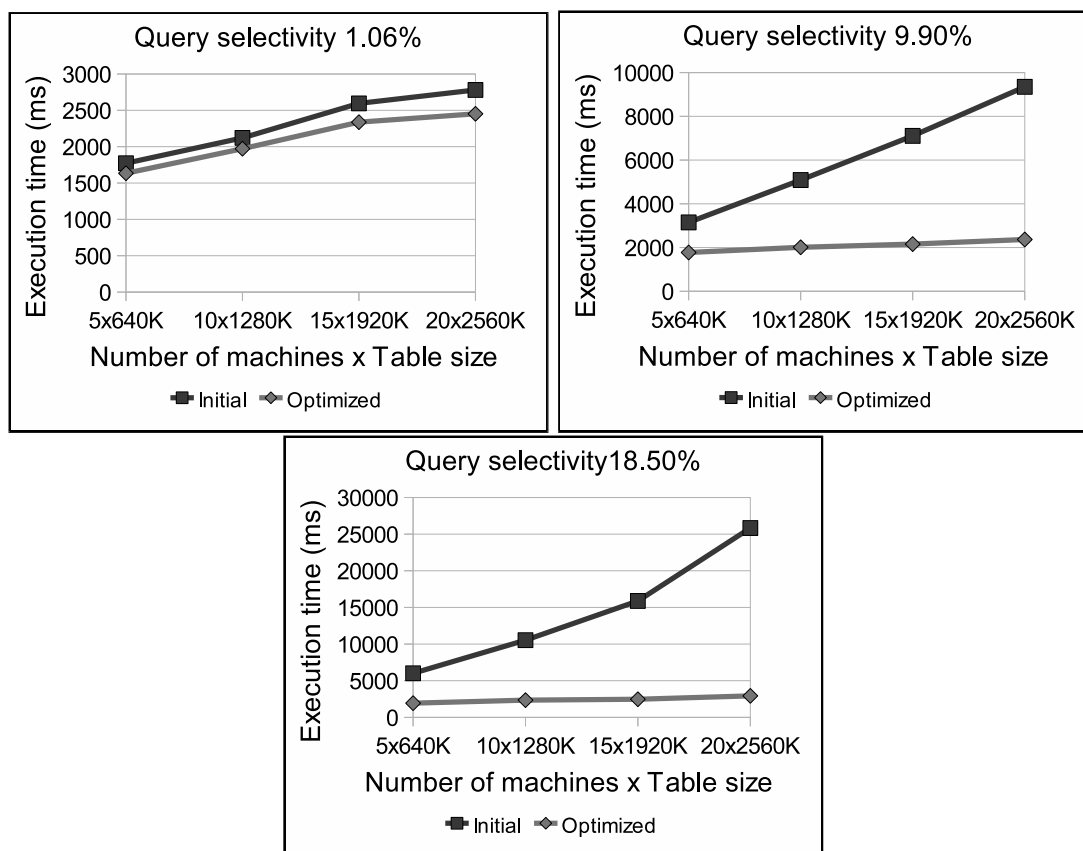 Query selectivity 1.06%
Execution time (ms)
3000
2500
2000
1500
1000
500
0
5x640K 10x1280K 15x1920K 20x2560K
Number of machines x Table size
Initial Optimized
Query selectivity 9.90%
Execution time (ms)
10000
8000
6000
4000
2000
0
5x640K 10x1280K 15x1920K 20x2560K
Number of machines x Table size
Initial Optimized
Query selectivity18.50%
Execution time (ms)
30000
25000
20000
15000
10000
5000
0
5x640K 10x1280K 15x1920K 20x2560K
Number of machines x Table size
Initial Optimized